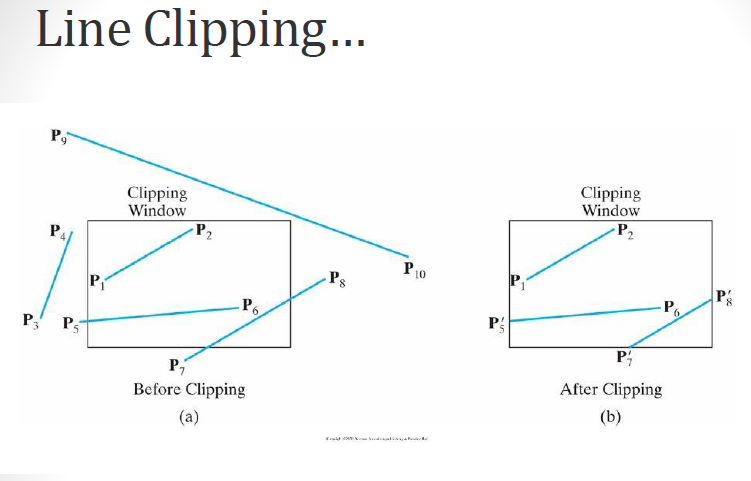 Line Clipping...
P9
Clipping
Window
P4
P2
P1
P8
P10
P6
P3
P5
P7
Before Clipping
(a)
Clipping
Window
P2
P1
P'8
P6
P'5
P'7
After Clipping
(b)